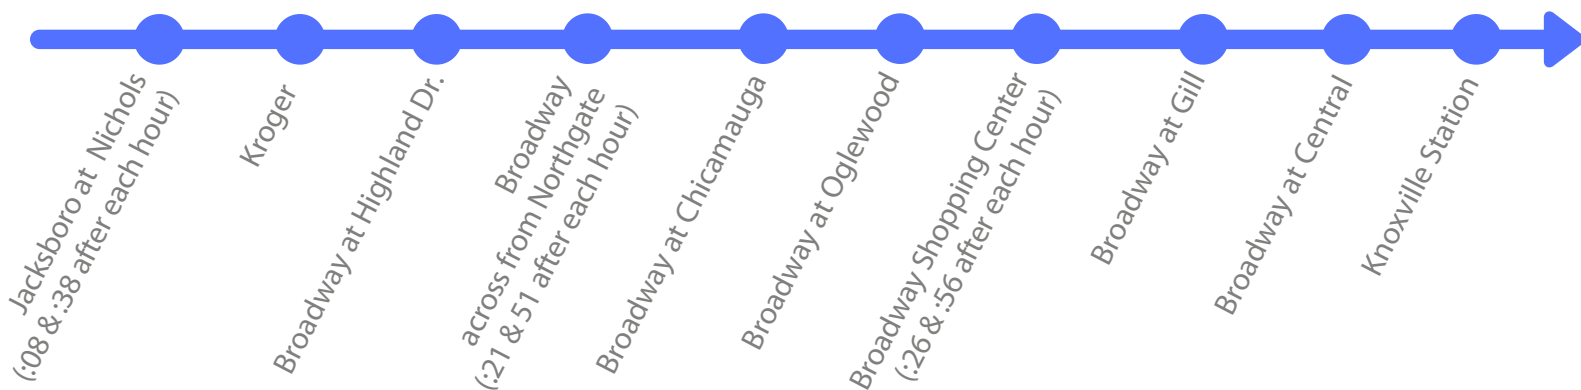 Jacksboro at Nichols
(:08 & :38 after each hour)
Kroger
Broadway at Highland Dr.
Broadway
across from Northgate
(:21 & 51 after each hour)
Broadway at Chicamauga
Broadway at Oglewood
Broadway Shopping Center
(:26 & :56 after each hour)
Broadway at Gill
Broadway at Central
Knoxville Station